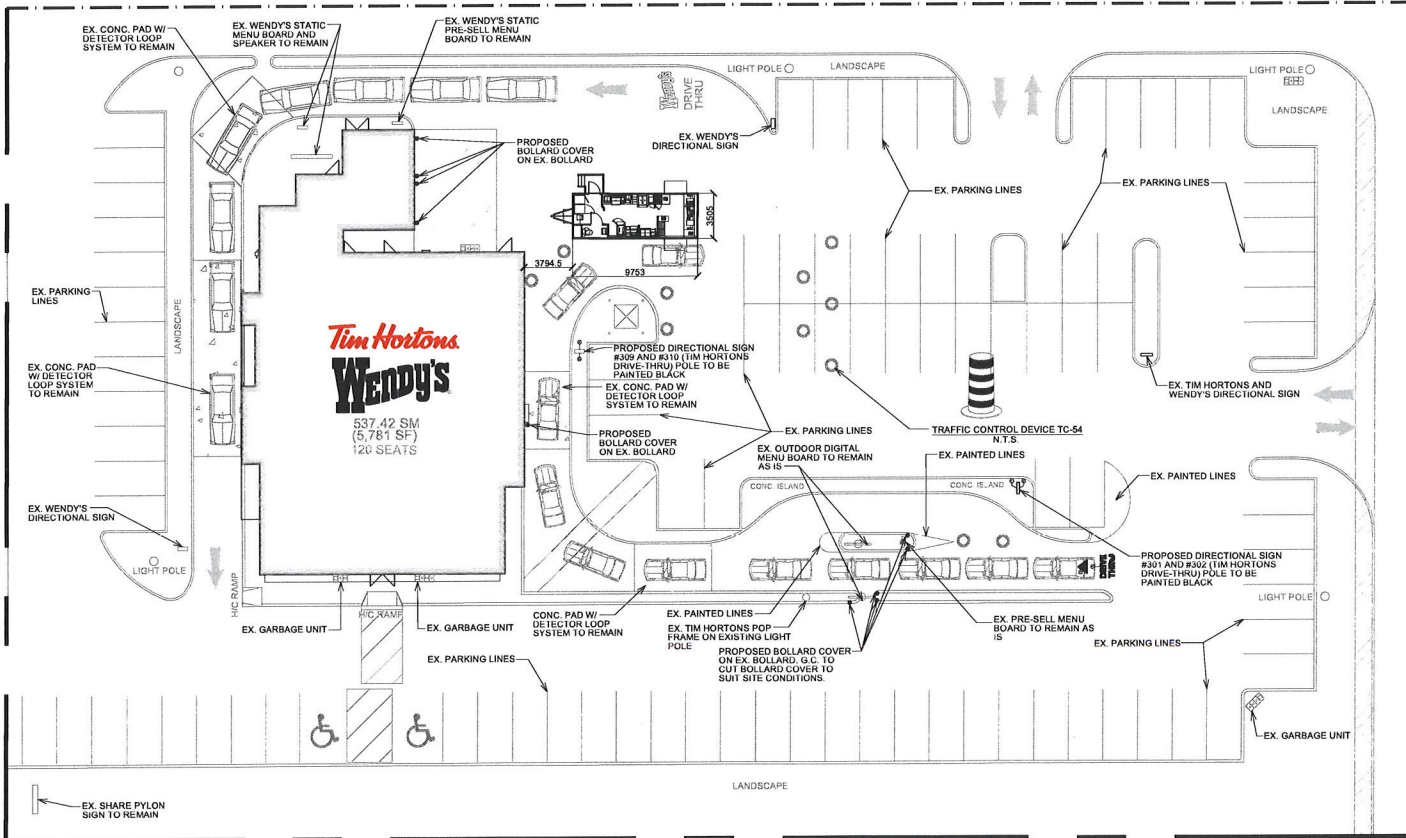 EX. CONC. PAD W/
DETECTOR LOOP
SYSTEM TO REMAIN
EX. WENDY'S STATIC
MENU BOARD AND
SPEAKER TO REMAIN
EX. WENDY'S STATIC
PRE-SELL MENU
BOARD TO REMAIN
WENDY'S
DRIVE
THRU
LIGHT POLE
LANDSCAPE
LIGHT POLE
LANDSCAPE
EX. WENDY'S
DIRECTIONAL SIGN
PROPOSED
BOLLARD COVER
ON EX. BOLLARD
EX. PARKING LINES
EX. PARKING LINES
3505
3794.5
9753
EX. PARKING
LINES
LANDSCAPE
Tim Hortons.
WENDY'S
537.42 SM
(5,781 SF)
120 SEATS
PROPOSED DIRECTIONAL SIGN
#309 AND #310 (TIM HORTONS
DRIVE-THRU) POLE TO BE
PAINTED BLACK
EX. CONC. PAD
W/ DETECTOR
LOOP SYSTEM
TO REMAIN
EX. CONC. PAD W/
DETECTOR LOOP
SYSTEM TO REMAIN
EX. TIM HORTONS AND
WENDY'S DIRECTIONAL SIGN
PROPOSED
BOLLARD COVER
ON EX. BOLLARD
EX. PARKING LINES
TRAFFIC CONTROL DEVICE TC-54
N.T.S.
EX. OUTDOOR DIGITAL
MENU BOARD TO REMAIN
AS IS
EX. PAINTED LINES
EX. PAINTED LINES
CONC. ISLAND
CONC. ISLAND
EX. WENDY'S
DIRECTIONAL SIGN
LIGHT POLE
H/C RAMP
DRIVE
THRU
PROPOSED DIRECTIONAL SIGN
#301 AND #302 (TIM HORTONS
DRIVE-THRU) POLE TO BE
PAINTED BLACK
LIGHT POLE
EX. GARBAGE UNIT
H/C RAMP
EX. GARBAGE UNIT
CONC. PAD W/
DETECTOR LOOP
SYSTEM TO REMAIN
EX. PAINTED LINES
EX. TIM HORTONS POP
FRAME ON EXISTING LIGHT
POLE
PROPOSED BOLLARD COVER
ON EX. BOLLARD. G.C. TO
CUT BOLLARD COVER TO
SUIT SITE CONDITIONS.
EX. PRE-SELL MENU
BOARD TO REMAIN AS
IS
EX. PARKING LINES
EX. PARKING LINES
EX. GARBAGE UNIT
LANDSCAPE
EX. SHARE PYLON
SIGN TO REMAIN